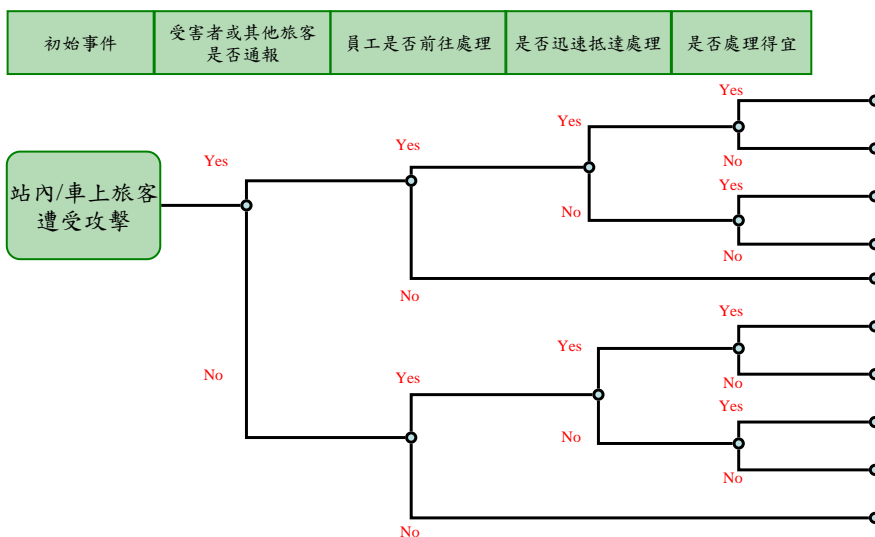 初始事件
受害者或其他旅客
是否通報
員工是否前往處理
是否迅速抵達處理
是否處理得宜
Yes
Yes
Yes
No
Yes
Yes
No
站內/車上旅客
遭受攻擊
No
No
No
Yes
Yes
Yes
No
No
Yes
No
No
No